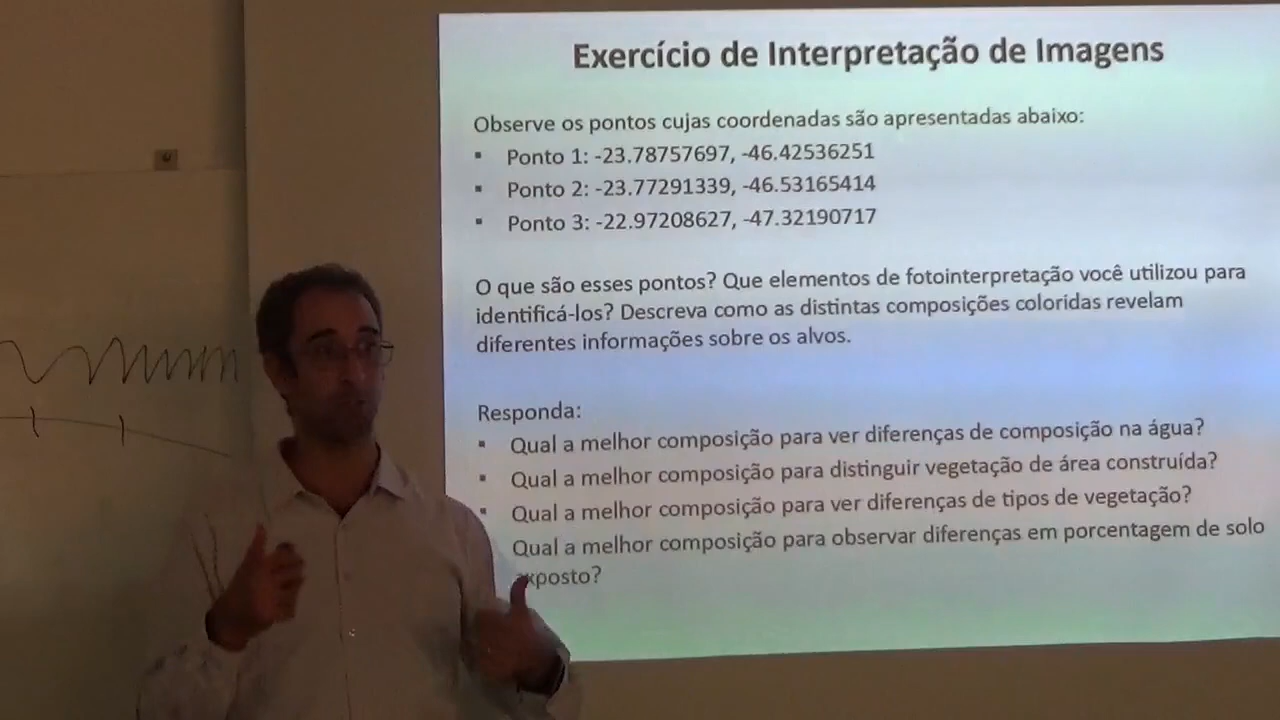 Exercício de Interpretação de Imagens
Observe os pontos cujas coordenadas são apresentadas abaixo:
▪ Ponto 1: -23.78757697, -46.42536251
▪ Ponto 2: -23.77291339, -46.53165414
▪ Ponto 3: -22.97208627, -47.32190717
O que são esses pontos? Que elementos de fotointerpretação você utilizou para
identificá-los? Descreva como as distintas composições coloridas revelam
diferentes informações sobre os alvos.
Responda:
▪ Qual a melhor composição para ver diferenças de composição na água?
▪ Qual a melhor composição para distinguir vegetação de área construída?
▪ Qual a melhor composição para ver diferenças de tipos de vegetação?
Qual a melhor composição para observar diferenças em porcentagem de solo
xposto?